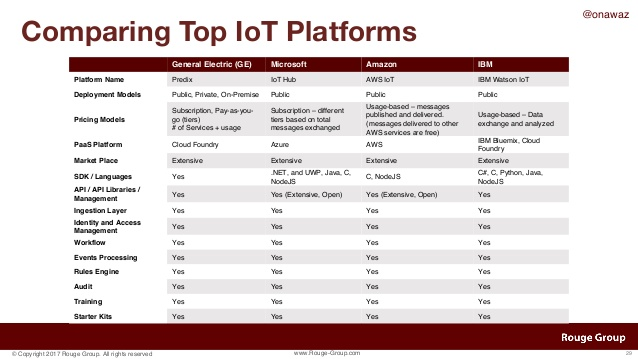 @onawaz
Comparing Top IoT Platforms
General Electric (GE) Microsoft Amazon IBM
Platform Name Predix IoT Hub AWS IoT IBM Watson IoT
Deployment Models Public, Private, On-Premise Public Public Public
Pricing Models Subscription, Pay-as-you-go (tiers) # of Services + usage Subscription – different tiers based on total messages exchanged Usage-based – messages published and delivered. (messages delivered to other AWS services are free) Usage-based – Data exchange and analyzed
PaaS Platform Cloud Foundry Azure AWS IBM Bluemix, Cloud Foundry
Market Place Extensive Extensive Extensive Extensive
SDK / Languages Yes .NET, and UWP, Java, C, NodeJS C, NodeJS C#, C, Python, Java, NodeJS
API / API Libraries / Management Yes Yes (Extensive, Open) Yes (Extensive, Open) Yes
Ingestion Layer Yes Yes Yes Yes
Identity and Access Management Yes Yes Yes Yes
Workflow Yes Yes Yes Yes
Events Processing Yes Yes Yes Yes
Rules Engine Yes Yes Yes Yes
Audit Yes Yes Yes Yes
Training Yes Yes Yes Yes
Starter Kits Yes Yes Yes Yes
Rouge Group
© Copyright 2017 Rouge Group. All rights reserved www.Rouge-Group.com 29